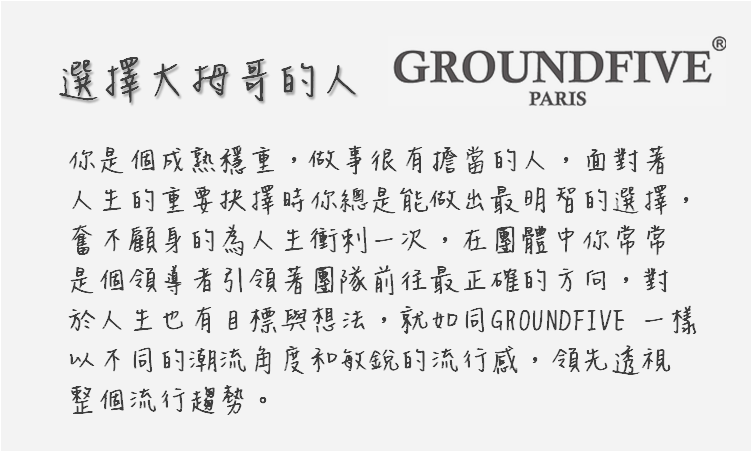 選擇大拇哥的人
GROUNDFIVE®
PARIS
你是個成熟穩重，做事很有擔當的人，面對著
人生的重要抉擇時你總是能做出最明智的選擇，
奮不顧身的為人生衝刺一次，在團體中你常常
是個領導者引領著團隊前往最正確的方向，對
於人生也有目標與想法，就如同GROUNDFIVE 一樣
以不同的潮流角度和敏銳的流行感，領先透視
整個流行趨勢。